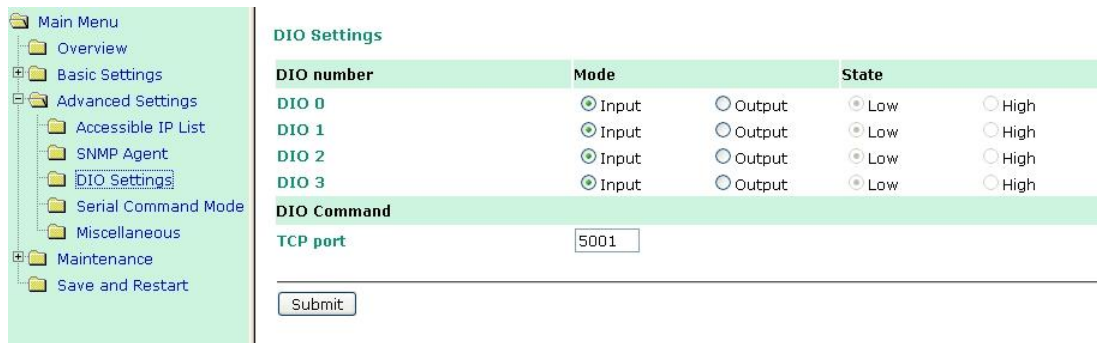 Main Menu
Overview
Basic Settings
Advanced Settings
Accessible IP List
SNMP Agent
DIO Settings
Serial Command Mode
Miscellaneous
Maintenance
Save and Restart
DIO Settings
DIO number Mode State
DIO 0 Input Output Low High
DIO 1 Input Output Low High
DIO 2 Input Output Low High
DIO 3 Input Output Low High
DIO Command
TCP port 5001
Submit